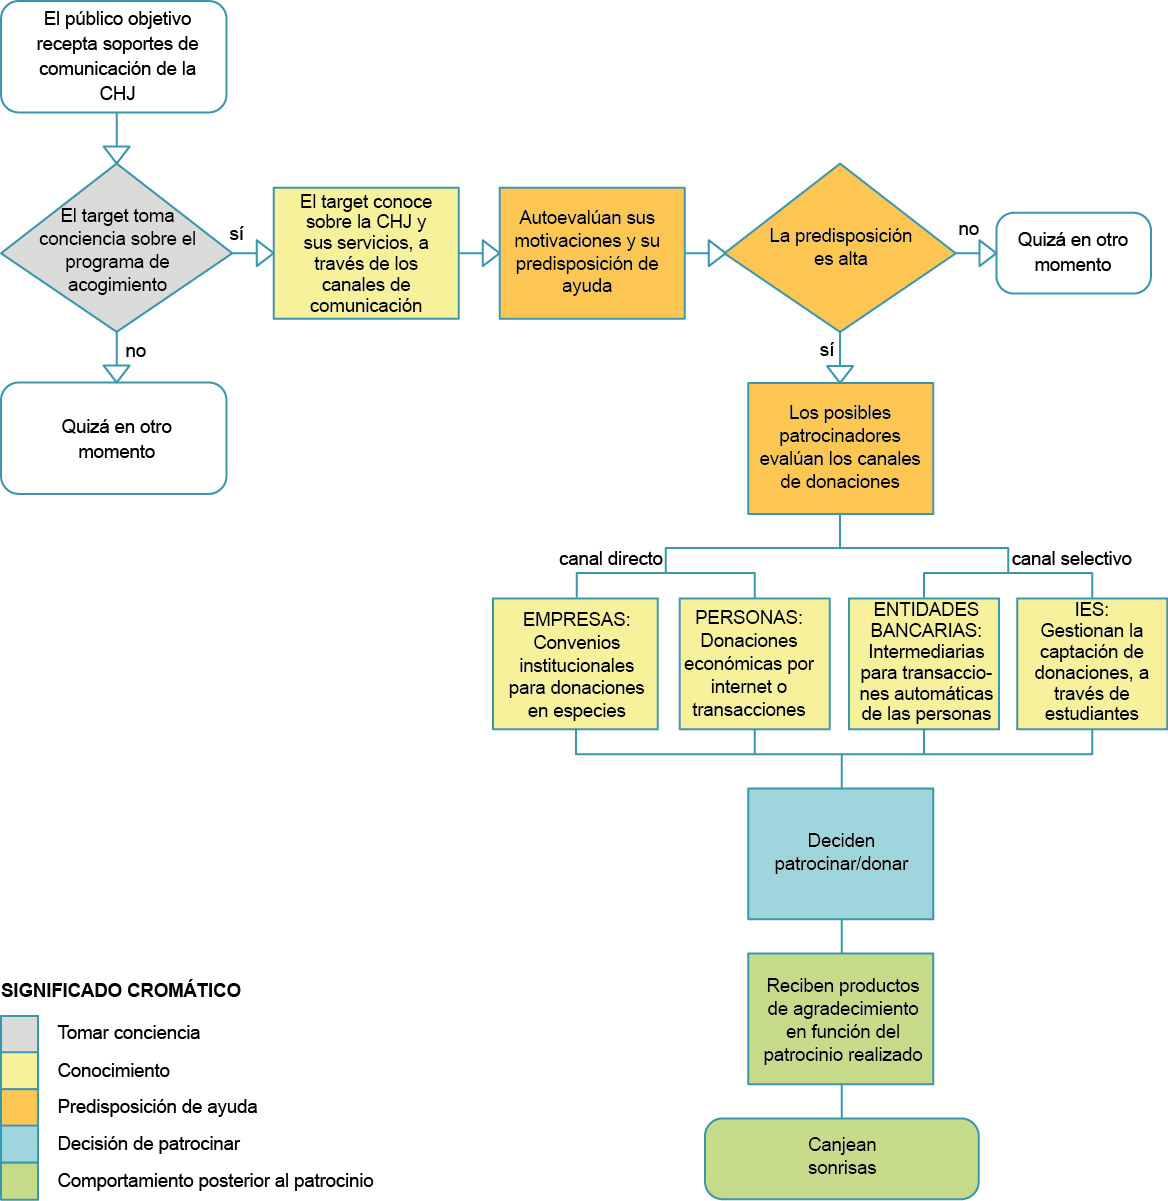 El público objetivo
recepta soportes de
comunicación de la
CHJ
El target toma
conciencia sobre el
programa de
acogimiento
sí
no
Quizá en otro
momento
El target conoce
sobre la CHJ y
sus servicios, a
través de los
canales de
comunicación
Autoevalúan sus
motivaciones y su
predisposición de
ayuda
La predisposición
es alta
no
Quizá en otro
momento
sí
Los posibles
patrocinadores
evalúan los canales
de donaciones
canal directo
canal selectivo
EMPRESAS:
Convenios
institucionales
para donaciones
en especies
PERSONAS:
Donaciones
económicas por
internet o
transacciones
ENTIDADES
BANCARIAS:
Intermediarias
para transaccio-
nes automáticas
de las personas
IES:
Gestionan la
captación de
donaciones, a
través de
estudiantes
Deciden
patrocinar/donar
Reciben productos
de agradecimiento
en función del
patrocinio realizado
Canjean
sonrisas
SIGNIFICADO CROMÁTICO
Tomar conciencia
Conocimiento
Predisposición de ayuda
Decisión de patrocinar
Comportamiento posterior al patrocinio